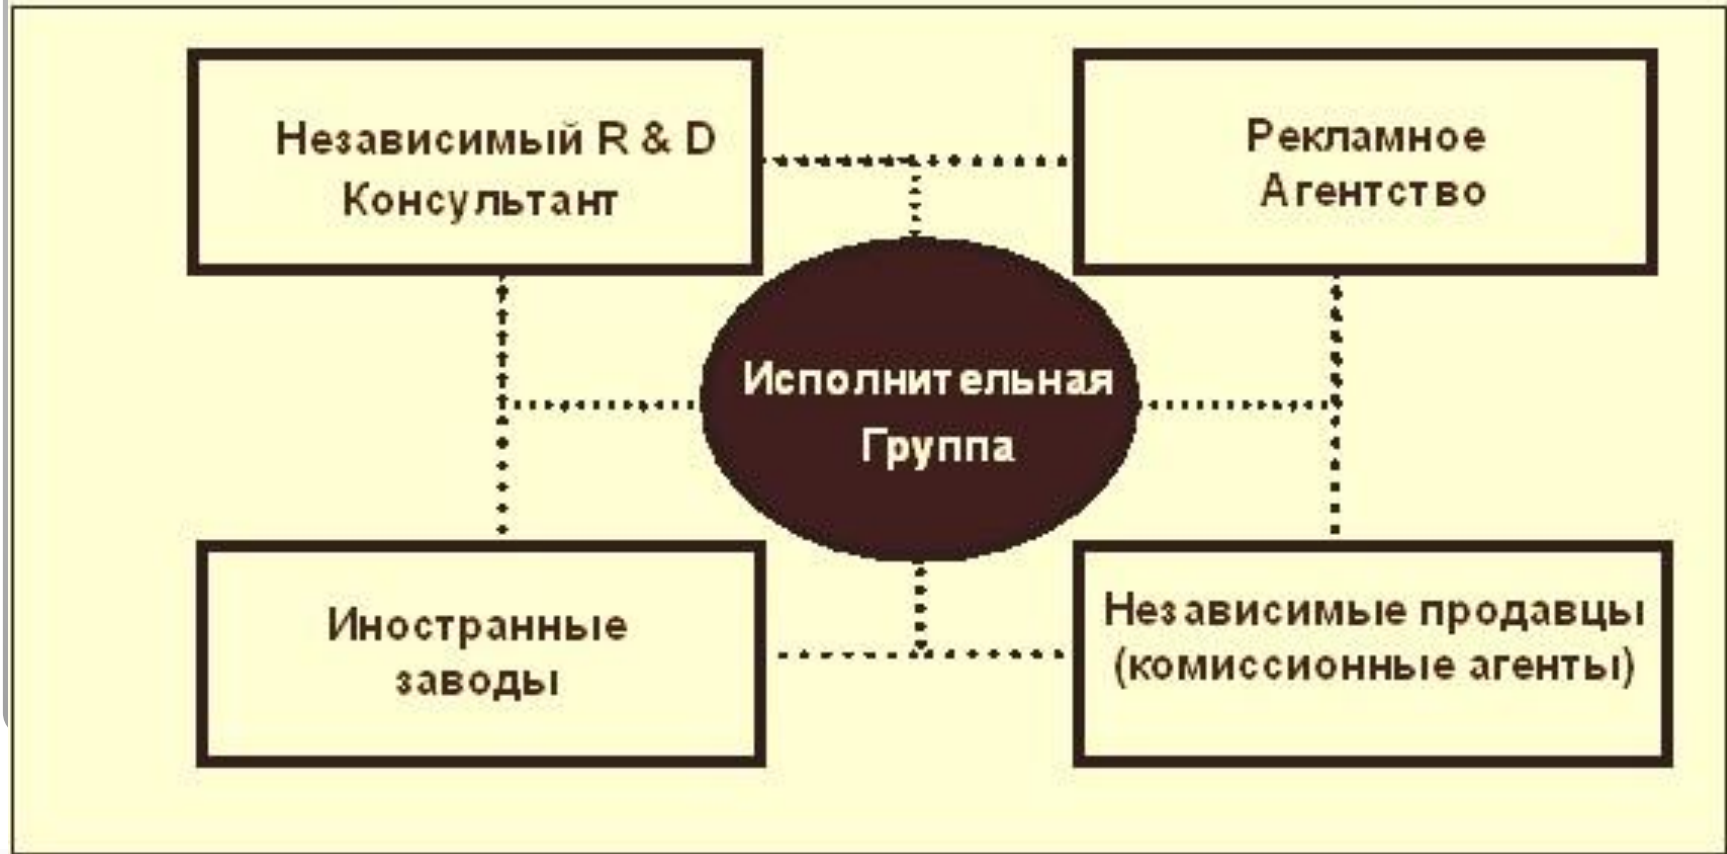 Независимый R & D
Консультант
Рекламное
Агентство
Исполнительная
Группа
Иностранные
заводы
Независимые продавцы
(комиссионные агенты)